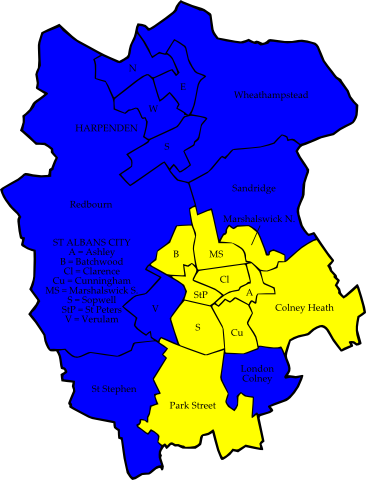 N
E
Wheathampstead
W
HARPENDEN
S
Sandridge
Redbourn
Marshalswick N
ST ALBANS CITY
A = Ashley
B = Batchwood
Cl = Clarence
Cu = Cunningham
MS = Marshalswick S
S = Sopwell
StP = St Peters
V = Verulam
B
MS
Cl
StP
A
V
Colney Heath
S
Cu
London
Colney
St Stephen
Park Street